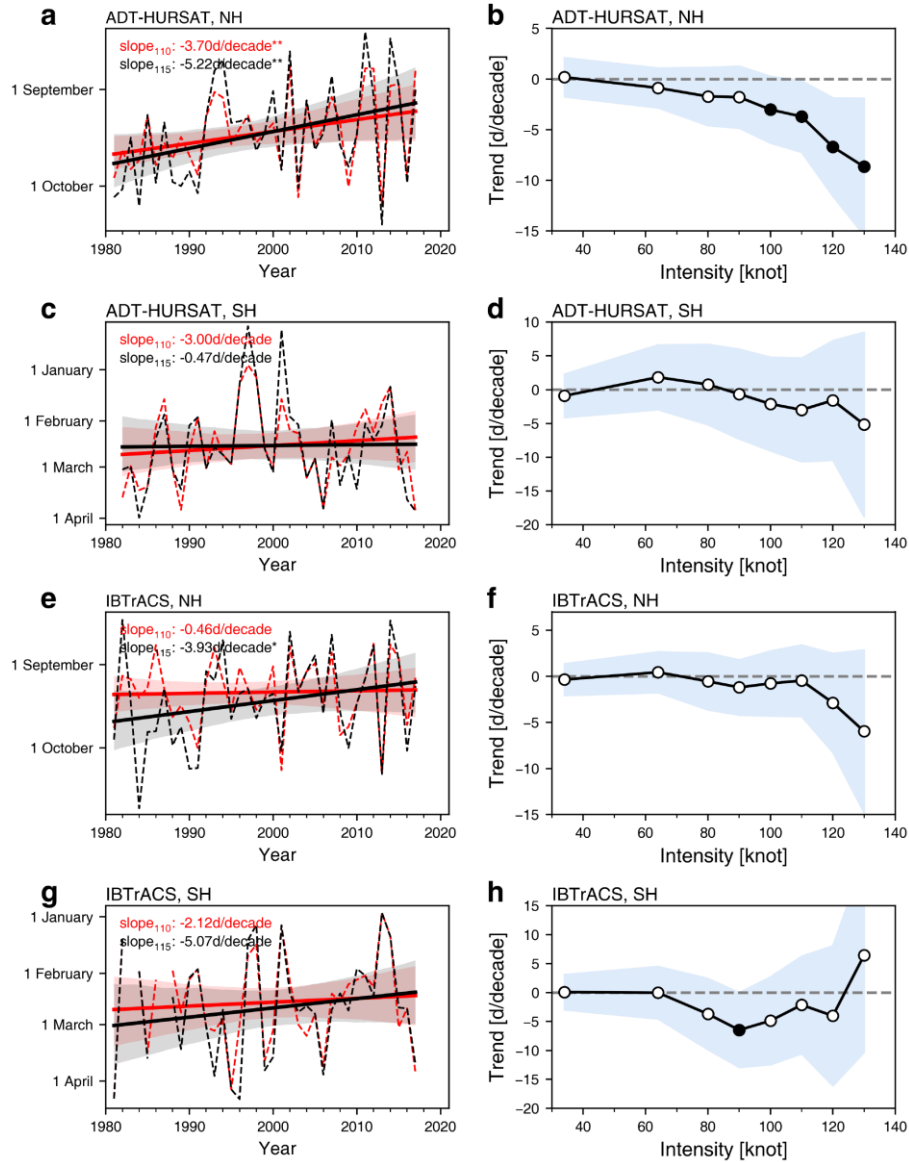 a
ADT-HURSAT, NH
slope110: -3.70d/decade**
slope115: -5.22d/decade**
1 September
1 October
1980 1990 2000 2010 2020
Year
b
ADT-HURSAT, NH
Trend [d/decade]
5
0
−5
−10
−15
40 60 80 100 120 140
Intensity [knot]
c
ADT-HURSAT, SH
slope110: -3.00d/decade
slope115: -0.47d/decade
1 January
1 February
1 March
1 April
1980 1990 2000 2010 2020
Year
d
ADT-HURSAT, SH
Trend [d/decade]
10
5
0
−5
−10
−15
−20
40 60 80 100 120 140
Intensity [knot]
e
IBTrACS, NH
slope110: -0.46d/decade
slope115: -3.93d/decade*
1 September
1 October
1980 1990 2000 2010 2020
Year
f
IBTrACS, NH
Trend [d/decade]
5
0
−5
−10
−15
40 60 80 100 120 140
Intensity [knot]
g
IBTrACS, SH
slope110: -2.12d/decade
slope115: -5.07d/decade
1 January
1 February
1 March
1 April
1980 1990 2000 2010 2020
Year
h
IBTrACS, SH
Trend [d/decade]
15
10
5
0
−5
−10
−15
−20
40 60 80 100 120 140
Intensity [knot]